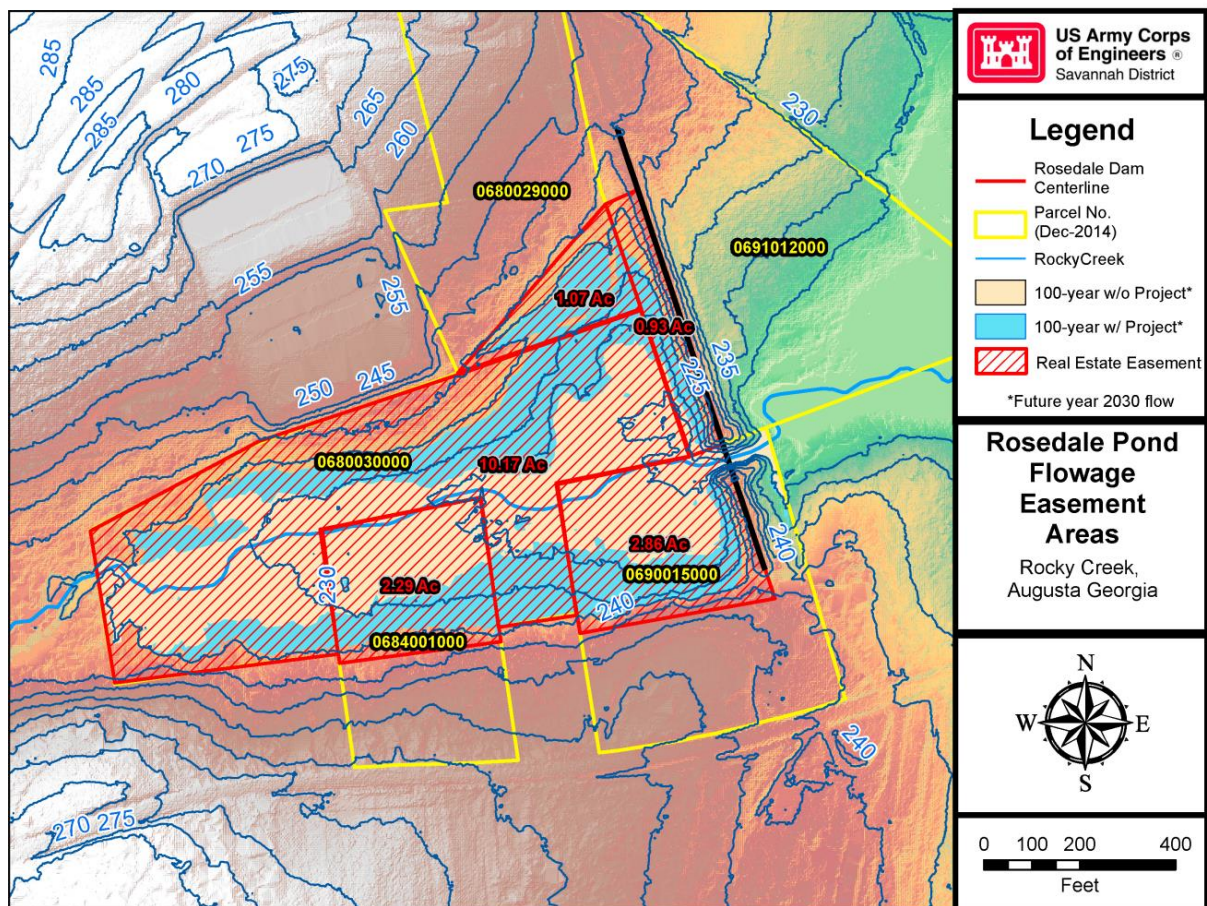 285
285
285
280
275
275
270
265
260
230
0680029000
0691012000
255
255
1.07 Ac
0.93 Ac
235
225
250
245
0680030000
10.17 Ac
2.86 Ac
0690015000
240
230
2.29 Ac
240
0684001000
240
270
275
US Army Corps
of Engineers ®
Savannah District
Legend
Rosedale Dam
Centerline
Parcel No.
(Dec-2014)
RockyCreek
100-year w/o Project*
100-year w/ Project*
Real Estate Easement
*Future year 2030 flow
Rosedale Pond
Flowage
Easement
Areas
Rocky Creek,
Augusta Georgia
N
W
E
S
0 100 200 400
Feet